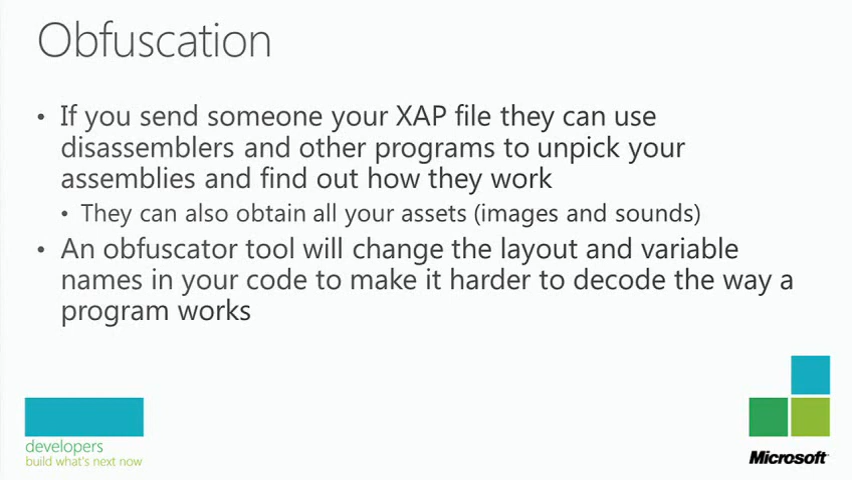 Obfuscation
• If you send someone your XAP file they can use
disassemblers and other programs to unpick your
assemblies and find out how they work
• They can also obtain all your assets (images and sounds)
• An obfuscator tool will change the layout and variable
names in your code to make it harder to decode the way a
program works
developers
build what's next now
Microsoft